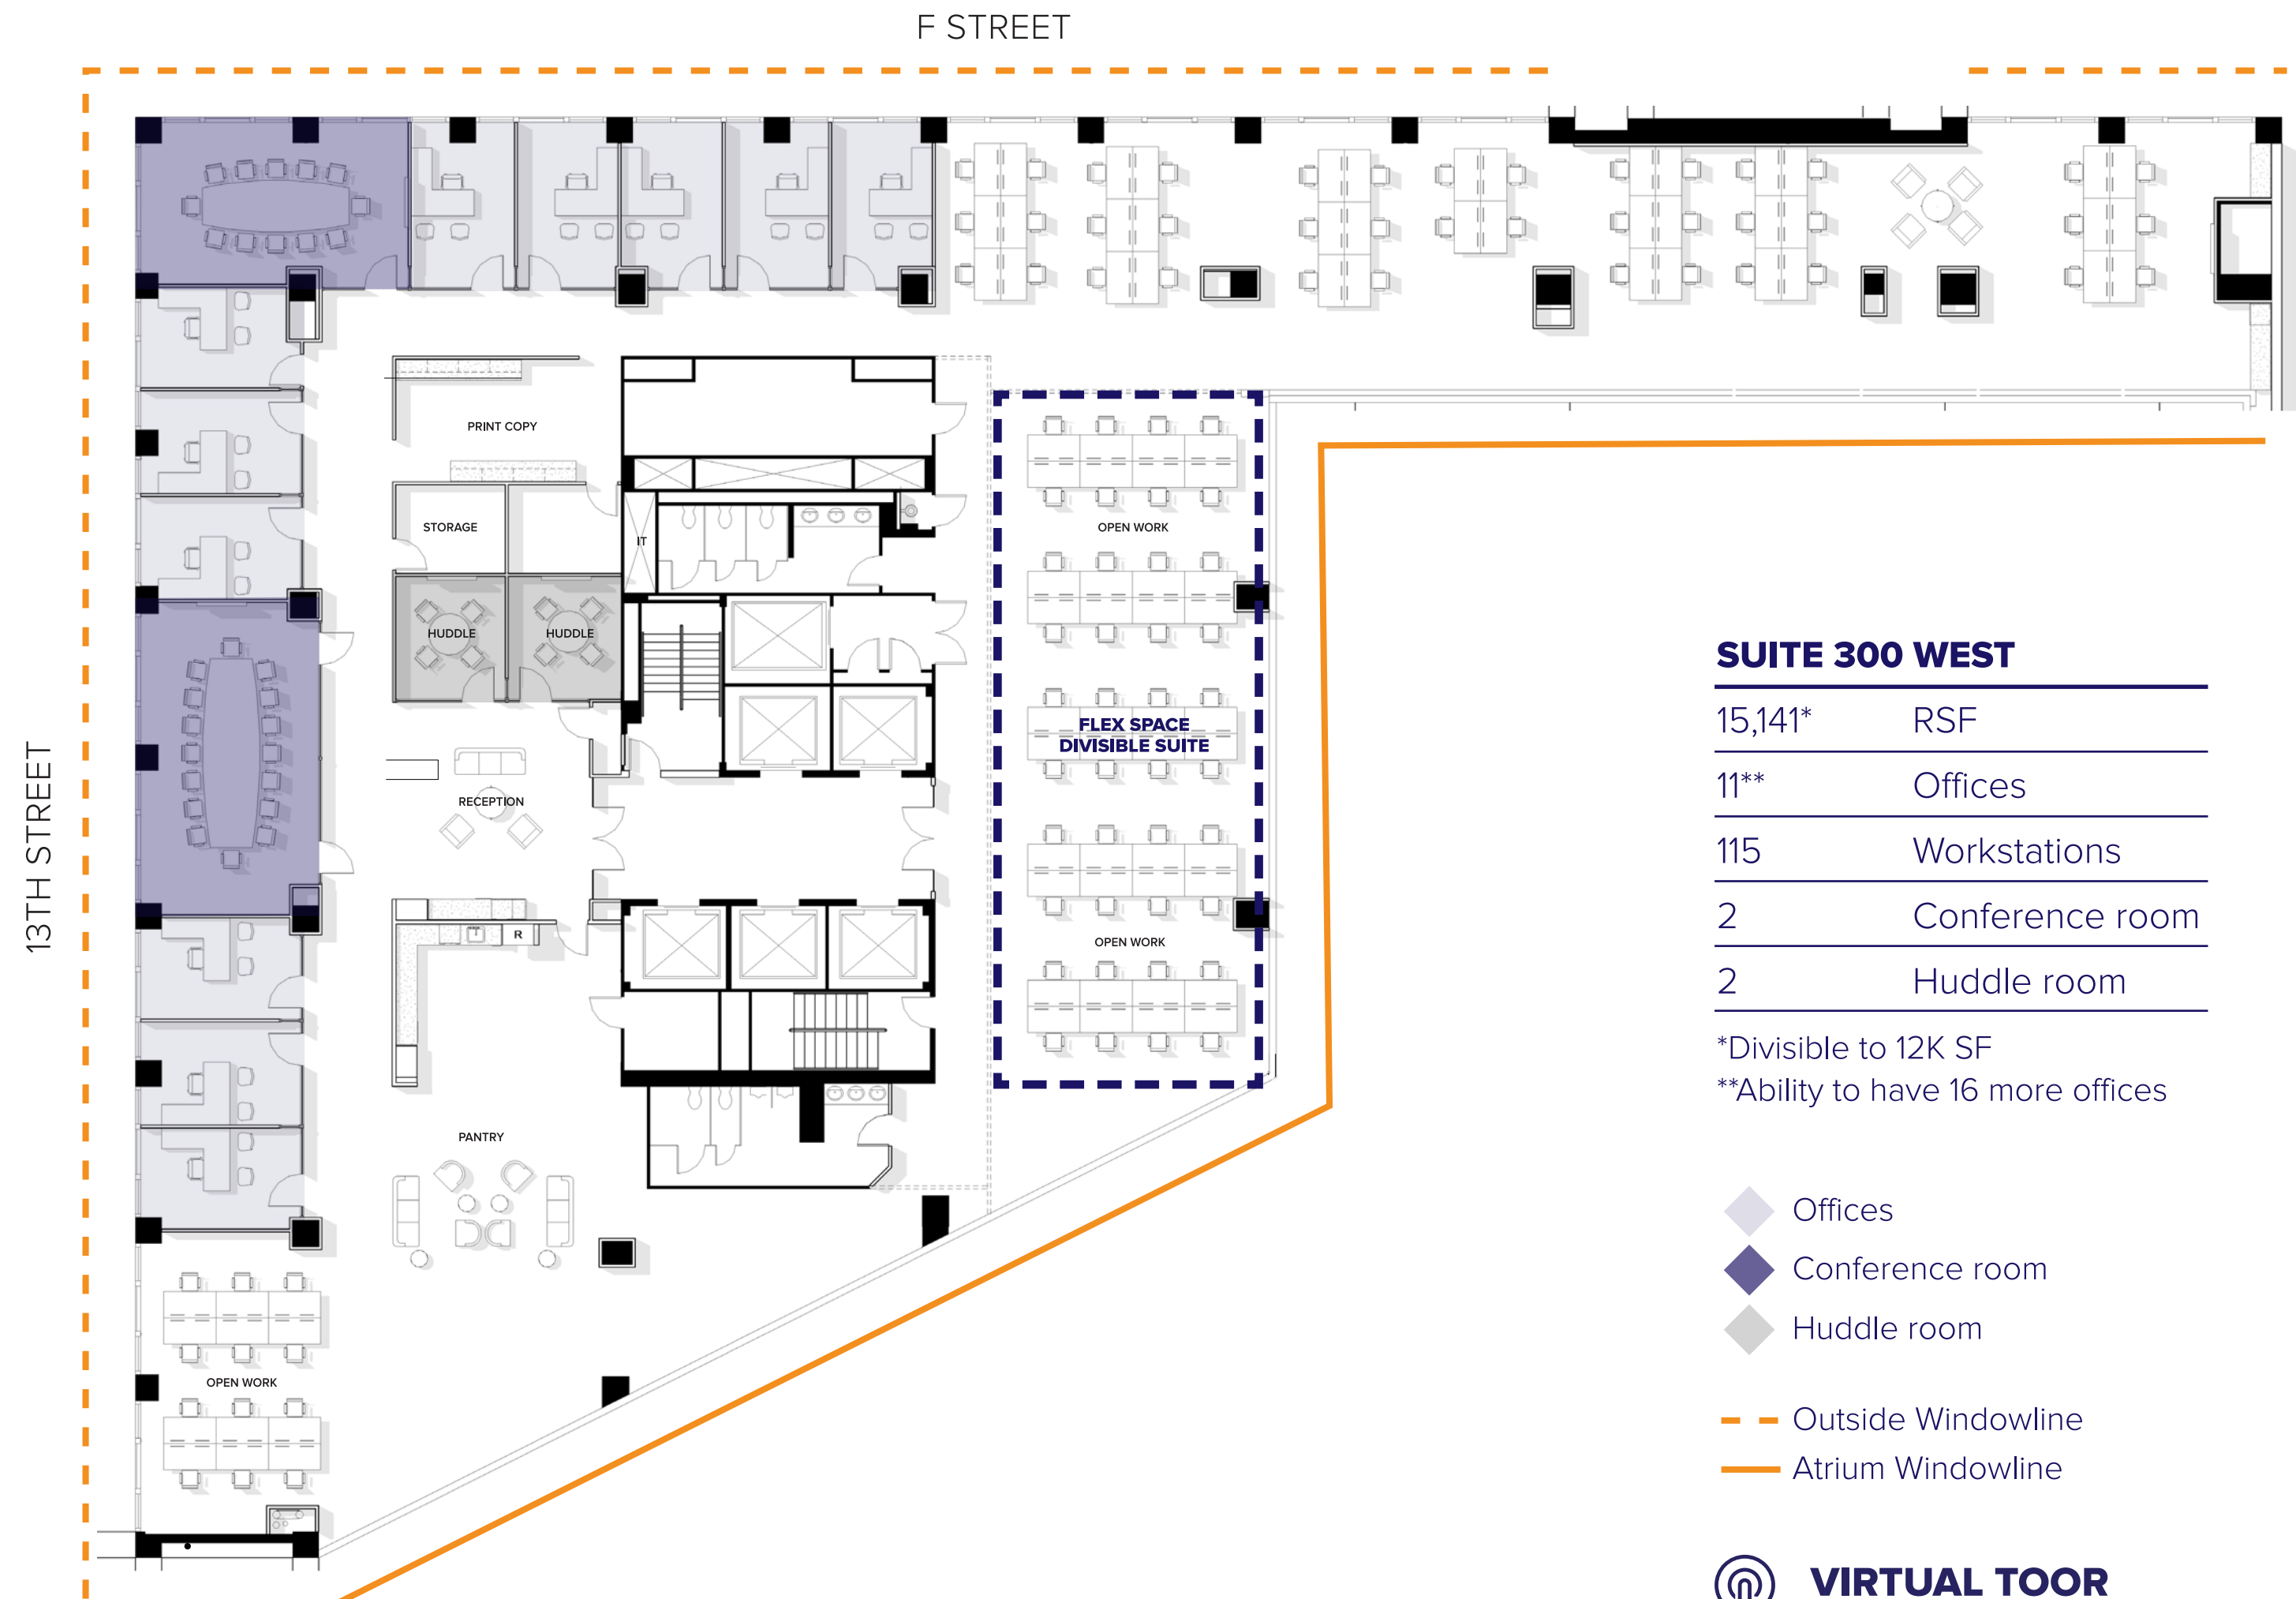 F STREET
13TH STREET
PRINT COPY
STORAGE
IT
HUDDLE
HUDDLE
RECEPTION
R
PANTRY
OPEN WORK
OPEN WORK
FLEX SPACE
DIVISIBLE SUITE
OPEN WORK
SUITE 300 WEST
15,141* RSF
11** Offices
115 Workstations
2 Conference room
2 Huddle room
*Divisible to 12K SF
**Ability to have 16 more offices
Offices
Conference room
Huddle room
Outside Windowline
Atrium Windowline
VIRTUAL TOOR